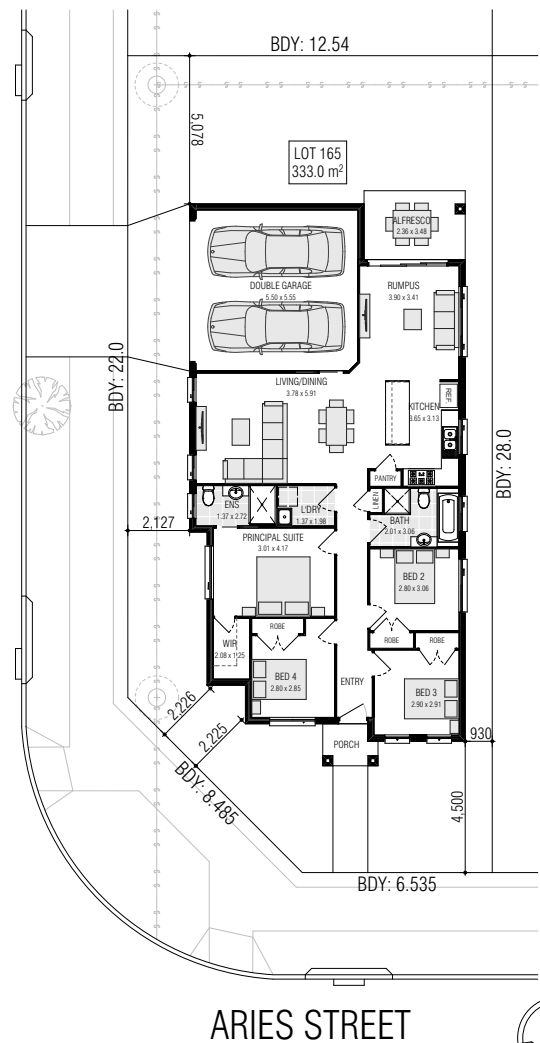 BDY: 12.54
5,078
LOT 165
333.0 m²
ALFRESCO
2.36 x 3.48
DOUBLE GARAGE
5.50 x 5.55
RUMPUS
3.90 x 3.41
BDY: 22.0
LIVING/DINING
3.78 x 5.91
KITCHEN
3.65 x 3.13
REF.
BDY: 28.0
PANTRY
LINEN
ENS
1.37 x 2.72
L'DRY
1.37 x 1.98
BATH
2.01 x 3.06
2,127
PRINCIPAL SUITE
3.01 x 4.17
BED 2
2.80 x 3.06
ROBE
WIR
2.08 x 1.25
ROBE
ROBE
BED 4
2.80 x 2.85
ENTRY
BED 3
2.90 x 2.91
2,226
2,225
PORCH
930
BDY: 8.485
4,500
BDY: 6.535
ARIES STREET